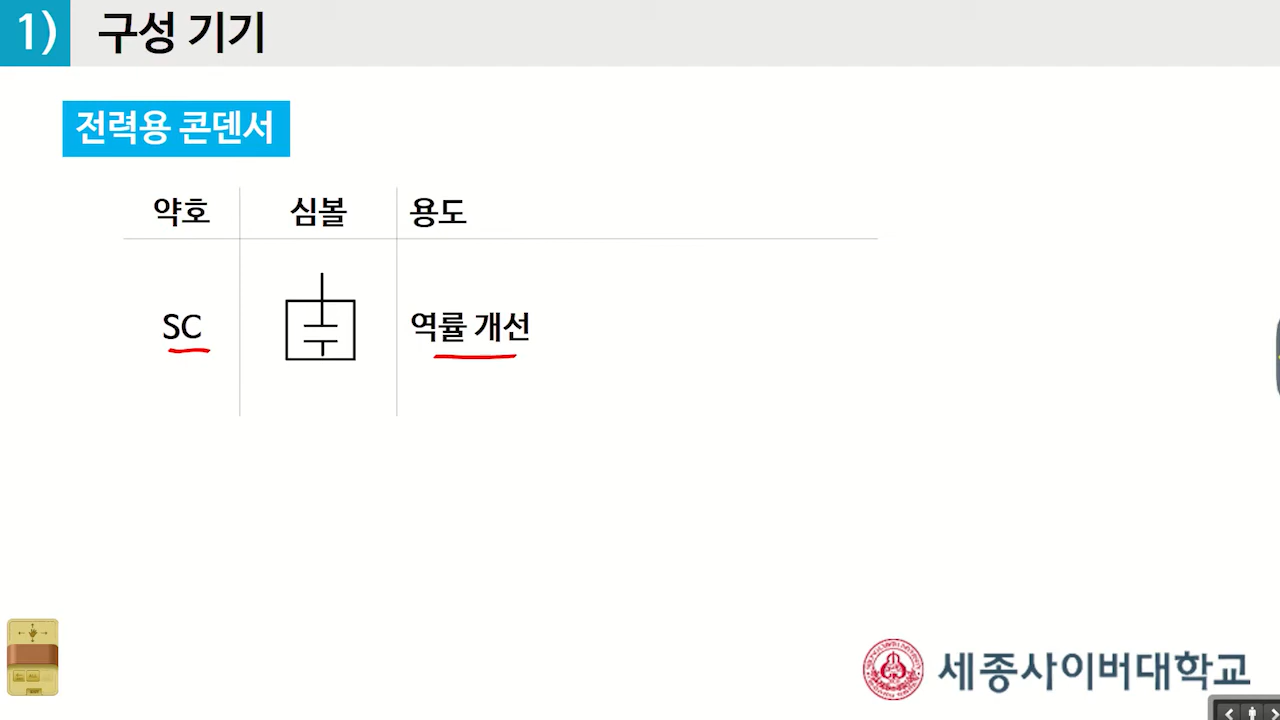 1) 구성 기기
전력용 콘덴서
약호 심볼 용도
SC 역률 개선
세종사이버대학교